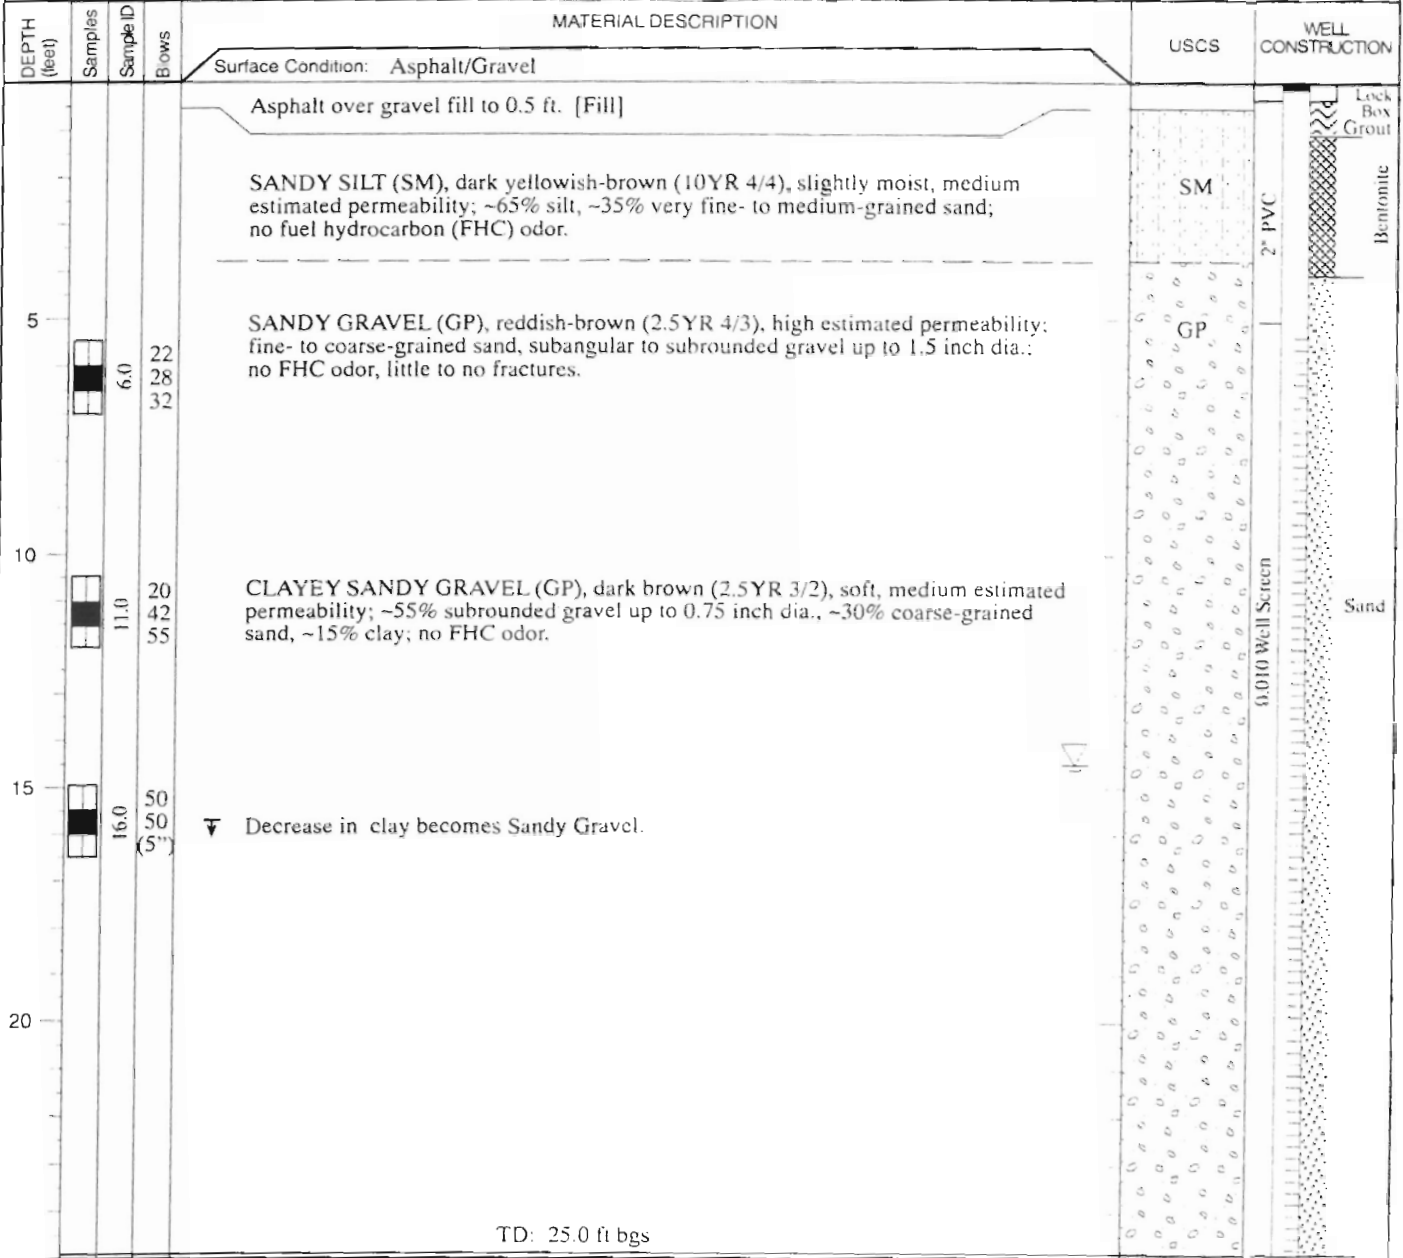 DEPTH (feet)
Samples
Sample ID
Blows
MATERIAL DESCRIPTION
USCS
WELL
CONSTRUCTION
Surface Condition: Asphalt/Gravel
Asphalt over gravel fill to 0.5 ft. [Fill]
Lock
Box
Grout
SANDY SILT (SM), dark yellowish-brown (10YR 4/4), slightly moist, medium
estimated permeability; ~65% silt, ~35% very fine- to medium-grained sand;
no fuel hydrocarbon (FHC) odor.
SM
2" PVC
Bentonite
5
SANDY GRAVEL (GP), reddish-brown (2.5YR 4/3), high estimated permeability;
fine- to coarse-grained sand, subangular to subrounded gravel up to 1.5 inch dia.;
no FHC odor, little to no fractures.
GP
6.0
22
28
32
10
CLAYEY SANDY GRAVEL (GP), dark brown (2.5YR 3/2), soft, medium estimated
permeability; ~55% subrounded gravel up to 0.75 inch dia., ~30% coarse-grained
sand, ~15% clay; no FHC odor.
11.0
20
42
55
0.010 Well Screen
Sand
15
16.0
50
50
(5")
Decrease in clay becomes Sandy Gravel.
20
TD: 25.0 ft bgs